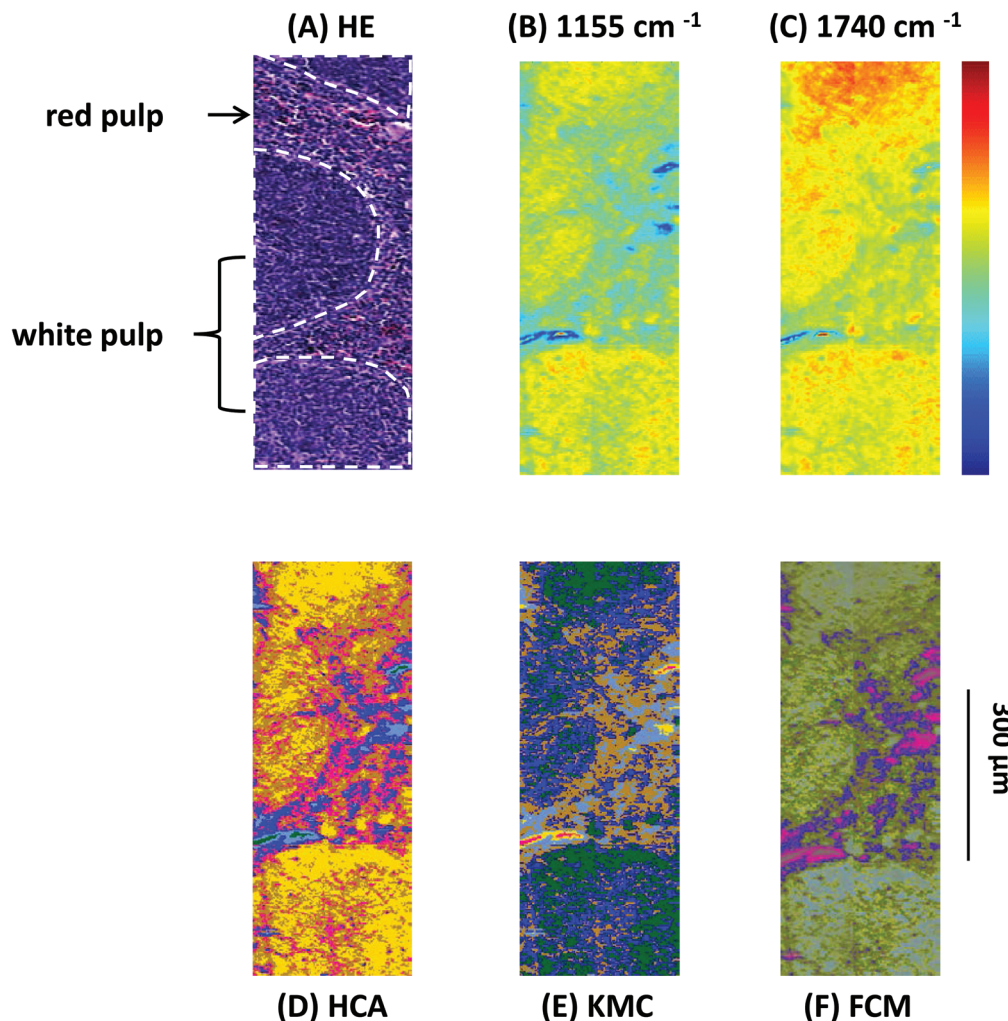 (A) HE
(B) 1155 cm -1
(C) 1740 cm -1
red pulp
white pulp
300 µm
(D) HCA
(E) KMC
(F) FCM